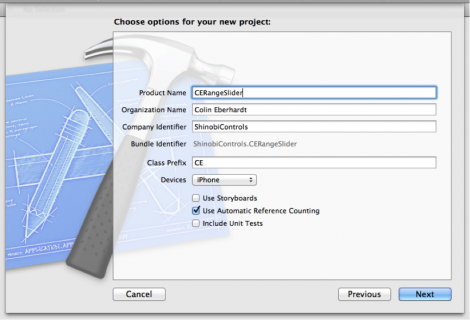 Choose options for your new project:
Product Name CERangeSlider
Organization Name Colin Eberhardt
Company Identifier ShinobiControls
Bundle Identifier ShinobiControls.CERangeSlider
Class Prefix CE
Devices iPhone
Use Storyboards
Use Automatic Reference Counting
Include Unit Tests
Cancel Previous Next